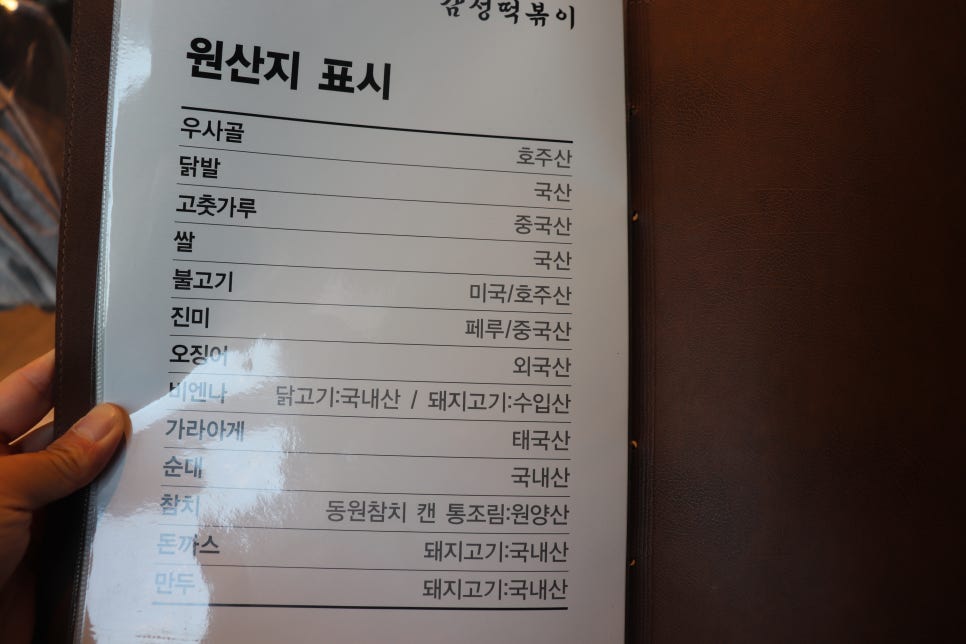 감성떡볶이
원산지 표시
우사골 호주산
닭발 국산
고춧가루 중국산
쌀 국산
불고기 미국/호주산
진미 페루/중국산
오징어 외국산
비엔나 닭고기:국내산 / 돼지고기:수입산
가라아게 태국산
순대 국내산
참치 동원참치 캔 통조림:원양산
돈까스 돼지고기:국내산
만두 돼지고기:국내산